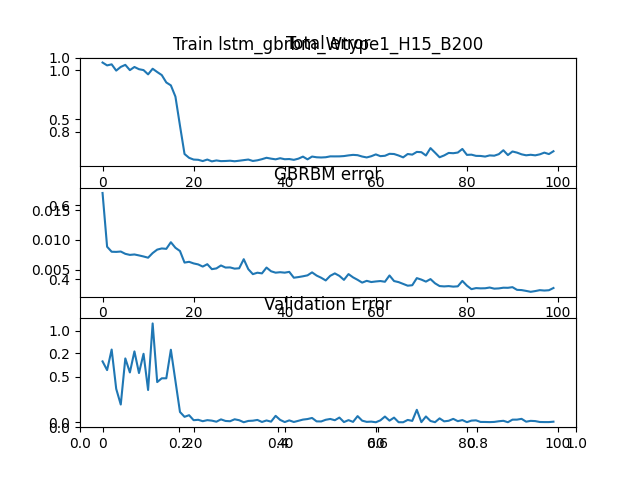 Train lstm_gbrbm_Wtype1_H15_B200
Total error
1.0
1.0
0.5
0.8
0 20 40 60 80 100
GBRBM error
0.6
0.015
0.010
0.005
0.4
0 20 40 60 80 100
Validation Error
1.0
0.2
0.5
0.0
0.0
0.0 0 0.2 20 0.4 40 0.6 60 0.8 80 100 1.0